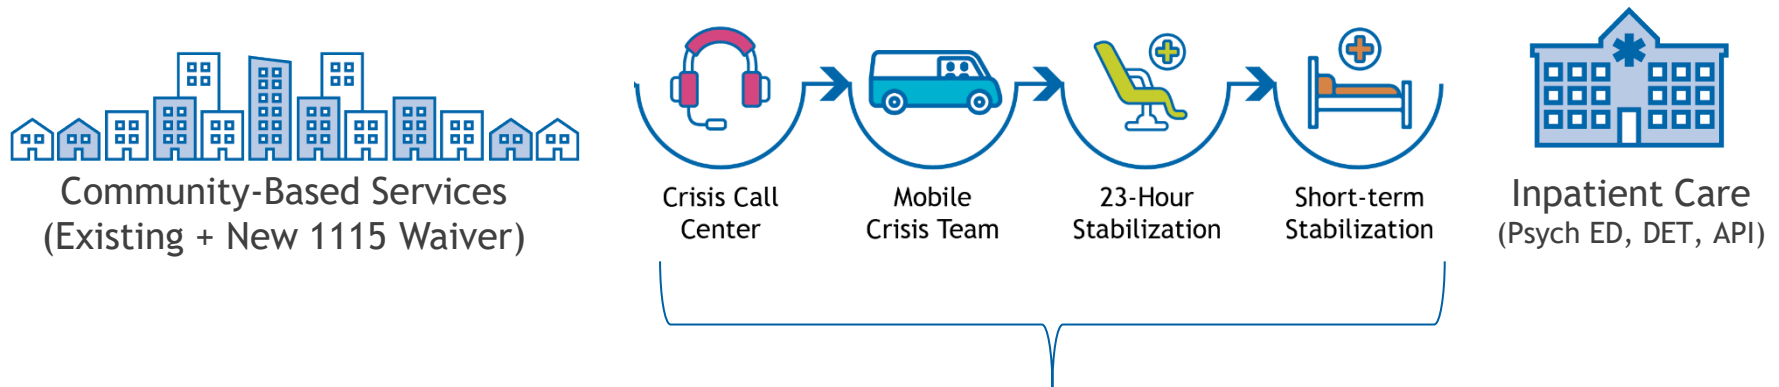 Community-Based Services
(Existing + New 1115 Waiver)
Crisis Call
Center
Mobile
Crisis Team
23-Hour
Stabilization
Short-term
Stabilization
Inpatient Care
(Psych ED, DET, API)